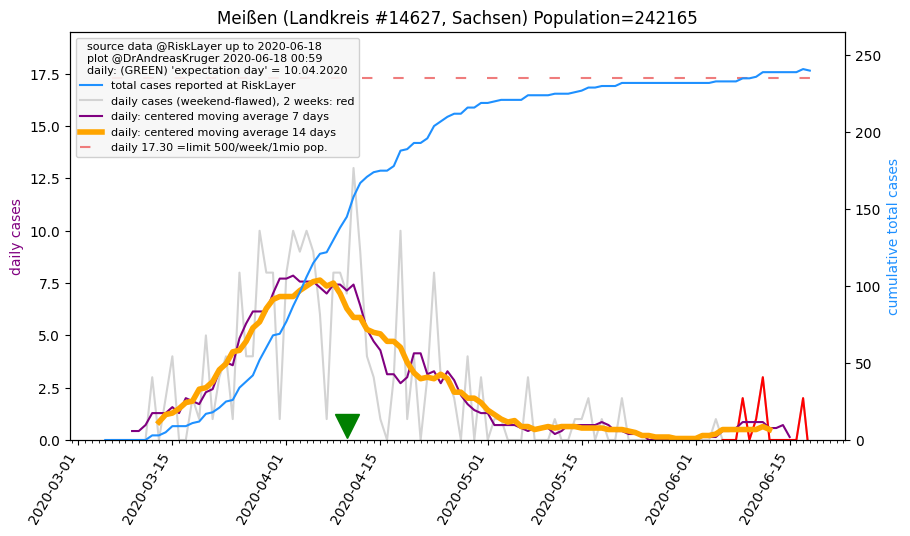 Meißen (Landkreis #14627, Sachsen) Population=242165
source data @RiskLayer up to 2020-06-18
plot @DrAndreasKruger 2020-06-18 00:59
daily: (GREEN) 'expectation day' = 10.04.2020
total cases reported at RiskLayer
daily cases (weekend-flawed), 2 weeks: red
daily: centered moving average 7 days
daily: centered moving average 14 days
daily 17.30 =limit 500/week/1mio pop.
daily cases
17.5
15.0
12.5
10.0
7.5
5.0
2.5
0.0
cumulative total cases
250
200
150
100
50
0
2020-03-01
2020-03-15
2020-04-01
2020-04-15
2020-05-01
2020-05-15
2020-06-01
2020-06-15